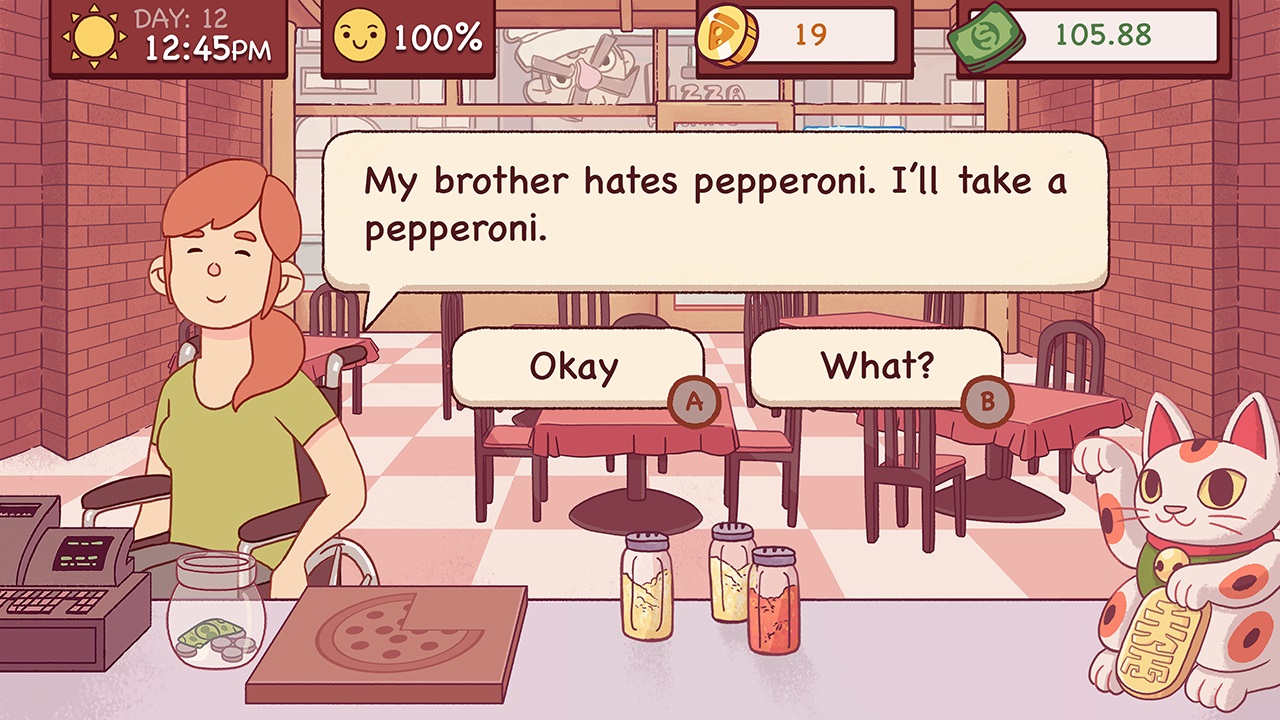 DAY: 12
12:45PM
100%
19
105.88
My brother hates pepperoni. I'll take a
pepperoni.
Okay
What?
A
B